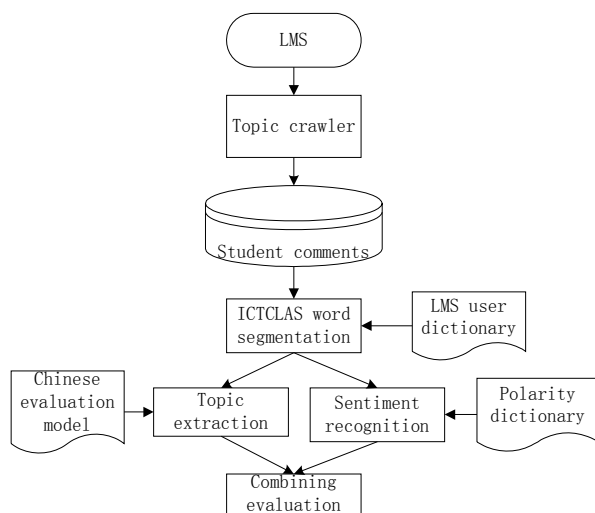 LMS
Topic crawler
Student comments
ICTCLAS word
segmentation
LMS user
dictionary
Chinese
evaluation
model
Topic
extraction
Sentiment
recognition
Polarity
dictionary
Combining
evaluation